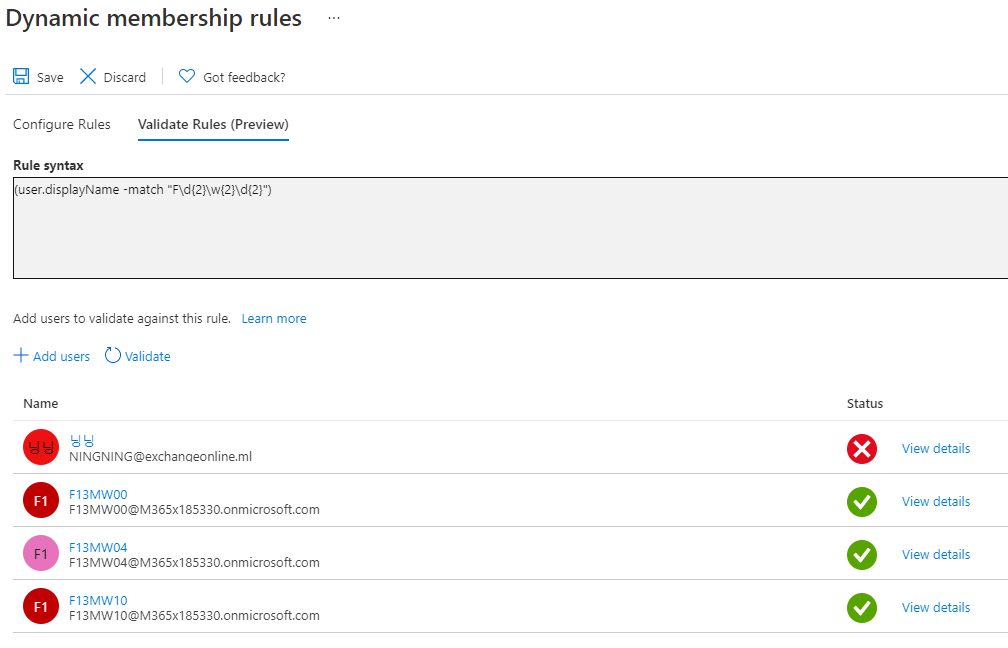 Dynamic membership rules ...
Save Discard Got feedback?
Configure Rules Validate Rules (Preview)
Rule syntax
(user.displayName -match "F\d{2}\w{2}\d{2}")
Add users to validate against this rule. Learn more
Add users Validate
Name Status
닝닝 닝닝 View details
NINGNING@exchangeonline.ml
F1 F13MW00 View details
F13MW00@M365x185330.onmicrosoft.com
F1 F13MW04 View details
F13MW04@M365x185330.onmicrosoft.com
F1 F13MW10 View details
F13MW10@M365x185330.onmicrosoft.com